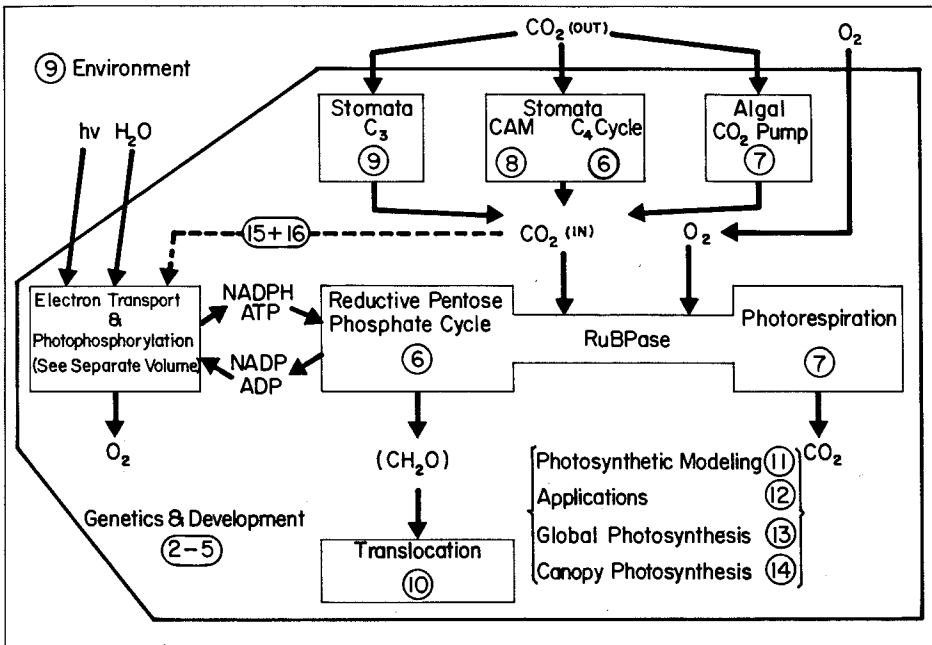 CO₂ (OUT)
O₂
⑨ Environment
hv H₂O
Stomata
C₃
⑨
Stomata
CAM C₄ Cycle
⑧ ⑥
Algal
CO₂ Pump
⑦
15+16
CO₂ (IN)
O₂
Electron Transport
&
Photophosphorylation
(See Separate Volume)
NADPH
ATP
NADP
ADP
Reductive Pentose
Phosphate Cycle
⑥
RuBPase
Photorespiration
⑦
O₂
(CH₂O)
CO₂
Genetics & Development
2-5
Translocation
⑩
Photosynthetic Modeling ⑪
Applications ⑫
Global Photosynthesis ⑬
Canopy Photosynthesis ⑭